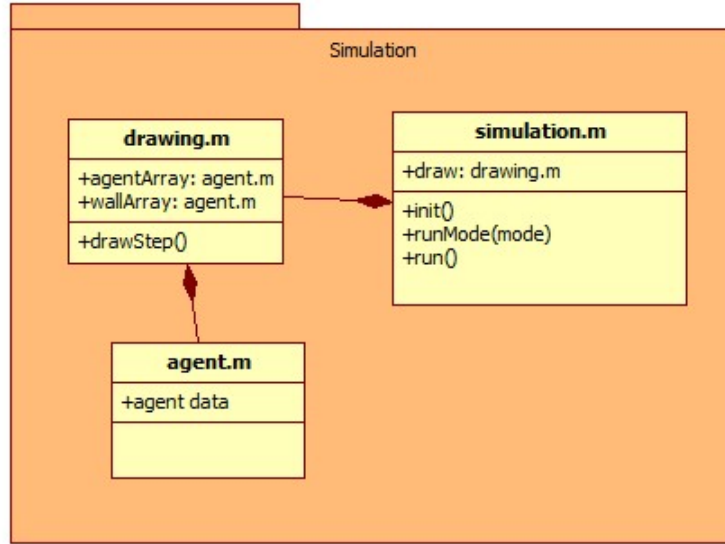 Simulation
drawing.m
+agentArray: agent.m
+wallArray: agent.m
+drawStep()
simulation.m
+draw: drawing.m
+init()
+runMode(mode)
+run()
agent.m
+agent data